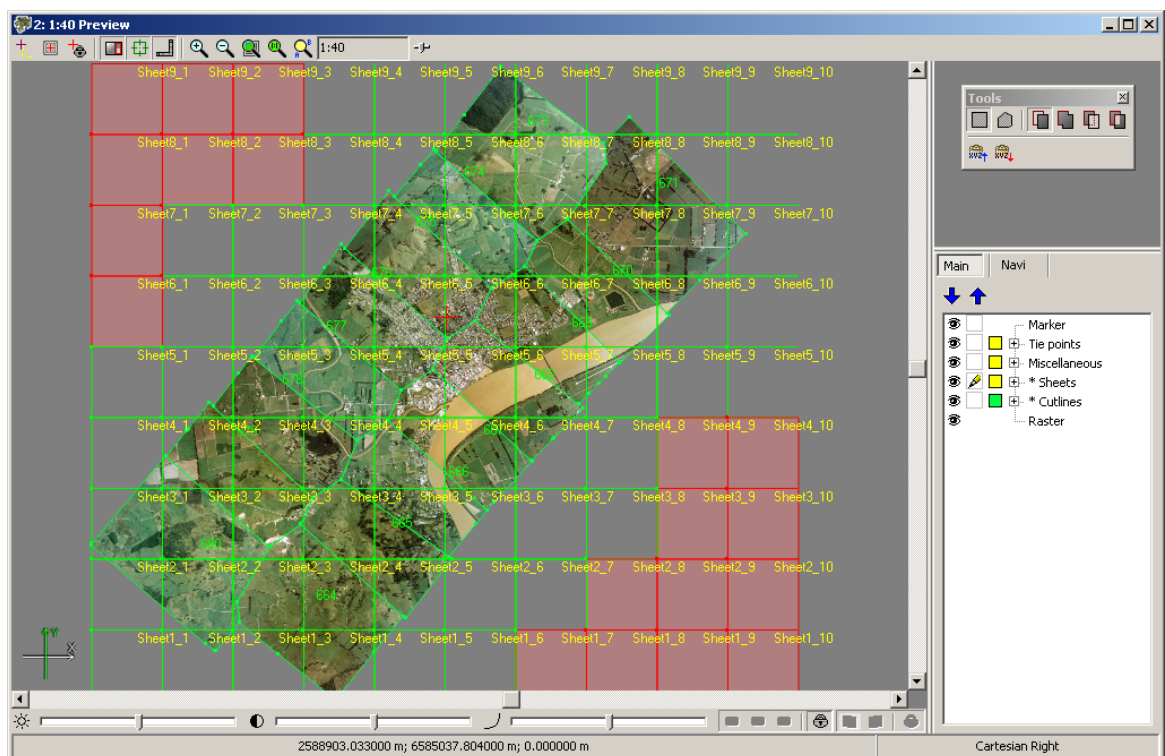 2: 1:40 Preview
1:40
Sheet9_1 Sheet9_2 Sheet9_3 Sheet9_4 Sheet9_5 Sheet9_6 Sheet9_7 Sheet9_8 Sheet9_9 Sheet9_10
Sheet8_1 Sheet8_2 Sheet8_3 Sheet8_4 Sheet8_5 Sheet8_6 Sheet8_7 Sheet8_8 Sheet8_9 Sheet8_10
674
671
Sheet7_1 Sheet7_2 Sheet7_3 Sheet7_4 Sheet7_5 Sheet7_6 Sheet7_7 Sheet7_8 Sheet7_9 Sheet7_10
670
Sheet6_1 Sheet6_2 Sheet6_3 Sheet6_4 Sheet6_5 Sheet6_6 Sheet6_7 Sheet6_8 Sheet6_9 Sheet6_10
677
Sheet5_1 Sheet5_2 Sheet5_3 Sheet5_4 Sheet5_5 Sheet5_6 Sheet5_7 Sheet5_8 Sheet5_9 Sheet5_10
Sheet4_1 Sheet4_2 Sheet4_3 Sheet4_4 Sheet4_5 Sheet4_6 Sheet4_7 Sheet4_8 Sheet4_9 Sheet4_10
666
Sheet3_1 Sheet3_2 Sheet3_3 Sheet3_4 Sheet3_5 Sheet3_6 Sheet3_7 Sheet3_8 Sheet3_9 Sheet3_10
665
Sheet2_1 Sheet2_2 Sheet2_3 Sheet2_4 Sheet2_5 Sheet2_6 Sheet2_7 Sheet2_8 Sheet2_9 Sheet2_10
664
Sheet1_1 Sheet1_2 Sheet1_3 Sheet1_4 Sheet1_5 Sheet1_6 Sheet1_7 Sheet1_8 Sheet1_9 Sheet1_10
Y
X
Tools
XYZ XYZ
Main Navi
Marker
Tie points
Miscellaneous
* Sheets
* Cutlines
Raster
2588903.033000 m; 6585037.804000 m; 0.000000 m
Cartesian Right